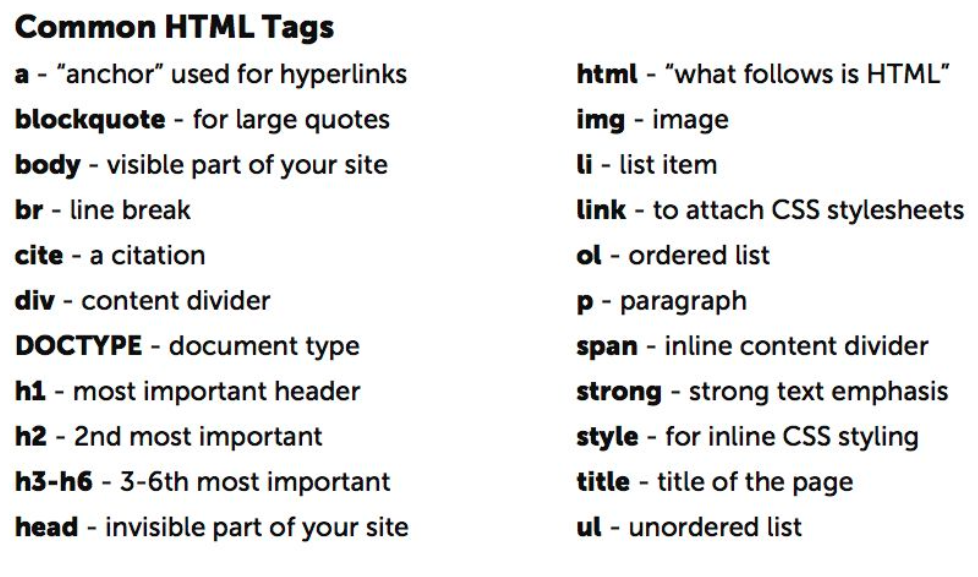 Common HTML Tags
a - “anchor” used for hyperlinks
blockquote - for large quotes
body - visible part of your site
br - line break
cite - a citation
div - content divider
DOCTYPE - document type
h1 - most important header
h2 - 2nd most important
h3-h6 - 3-6th most important
head - invisible part of your site
html - “what follows is HTML”
img - image
li - list item
link - to attach CSS stylesheets
ol - ordered list
p - paragraph
span - inline content divider
strong - strong text emphasis
style - for inline CSS styling
title - title of the page
ul - unordered list